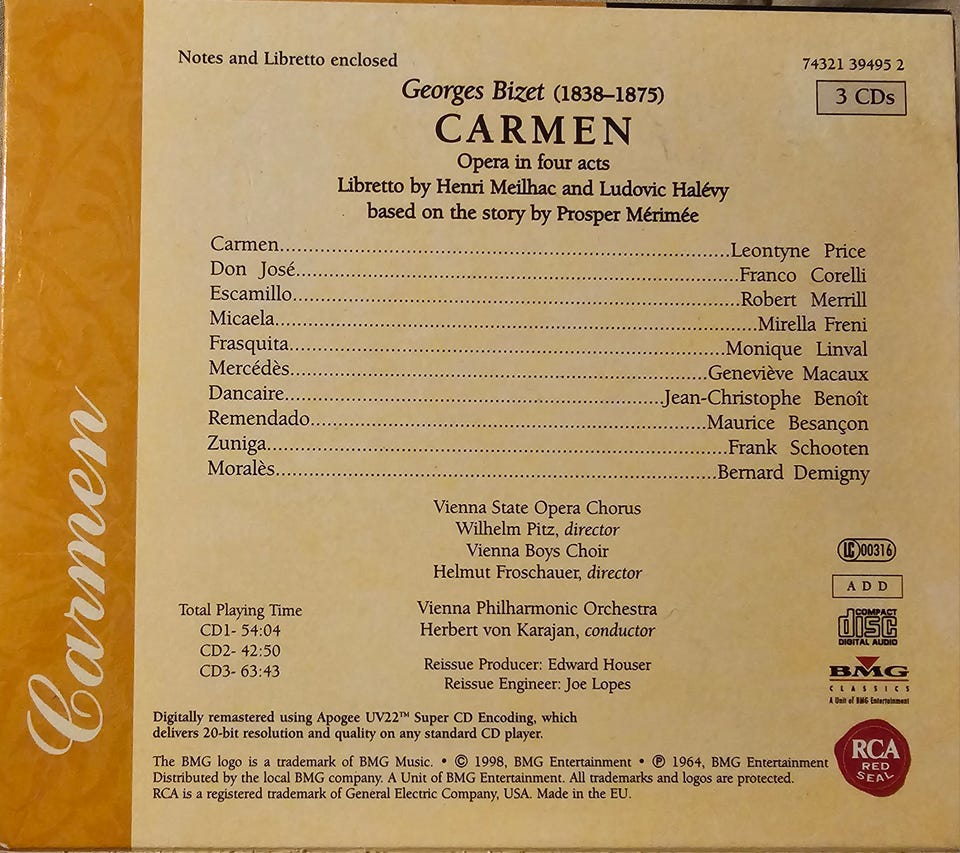 Notes and Libretto enclosed
74321 39495 2
3 CDs
Georges Bizet (1838–1875)
CARMEN
Opera in four acts
Libretto by Henri Meilhac and Ludovic Halévy
based on the story by Prosper Mérimée
Carmen..........Leontyne Price
Don José..........Franco Corelli
Escamillo..........Robert Merrill
Micaela..........Mirella Freni
Frasquita..........Monique Linval
Mercédès..........Geneviève Macaux
Dancaire..........Jean-Christophe Benoît
Remendado..........Maurice Besançon
Zuniga..........Frank Schooten
Moralès..........Bernard Demigny
Vienna State Opera Chorus
Wilhelm Pitz, director
Vienna Boys Choir
Helmut Froschauer, director
Vienna Philharmonic Orchestra
Herbert von Karajan, conductor
Reissue Producer: Edward Houser
Reissue Engineer: Joe Lopes
Total Playing Time
CD1- 54:04
CD2- 42:50
CD3- 63:43
LC 00316
ADD
COMPACT
disc
DIGITAL AUDIO
BMG
CLASSICS
A Unit of BMG Entertainment
RCA
RED
SEAL
Digitally remastered using Apogee UV22™ Super CD Encoding, which
delivers 20-bit resolution and quality on any standard CD player.
The BMG logo is a trademark of BMG Music. • © 1998, BMG Entertainment • ℗ 1964, BMG Entertainment
Distributed by the local BMG company. A Unit of BMG Entertainment. All trademarks and logos are protected.
RCA is a registered trademark of General Electric Company, USA. Made in the EU.
Carmen